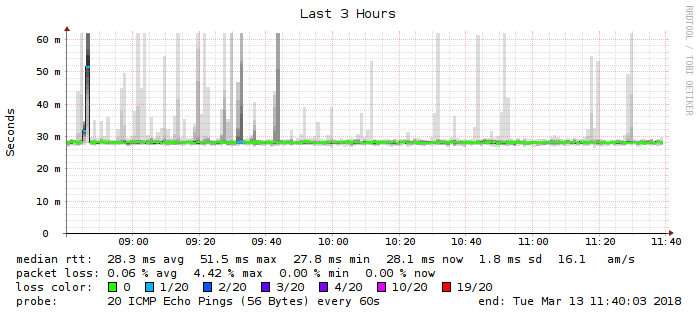 Last 3 Hours
RRDTOOL / TOBI OETIKER
Seconds
60 m
50 m
40 m
30 m
20 m
10 m
0
09:00 09:20 09:40 10:00 10:20 10:40 11:00 11:20 11:40
median rtt: 28.3 ms avg 51.5 ms max 27.8 ms min 28.1 ms now 1.8 ms sd 16.1 am/s
packet loss: 0.06 % avg 4.42 % max 0.00 % min 0.00 % now
loss color: 0 1/20 2/20 3/20 4/20 10/20 19/20
probe: 20 ICMP Echo Pings (56 Bytes) every 60s end: Tue Mar 13 11:40:03 2018